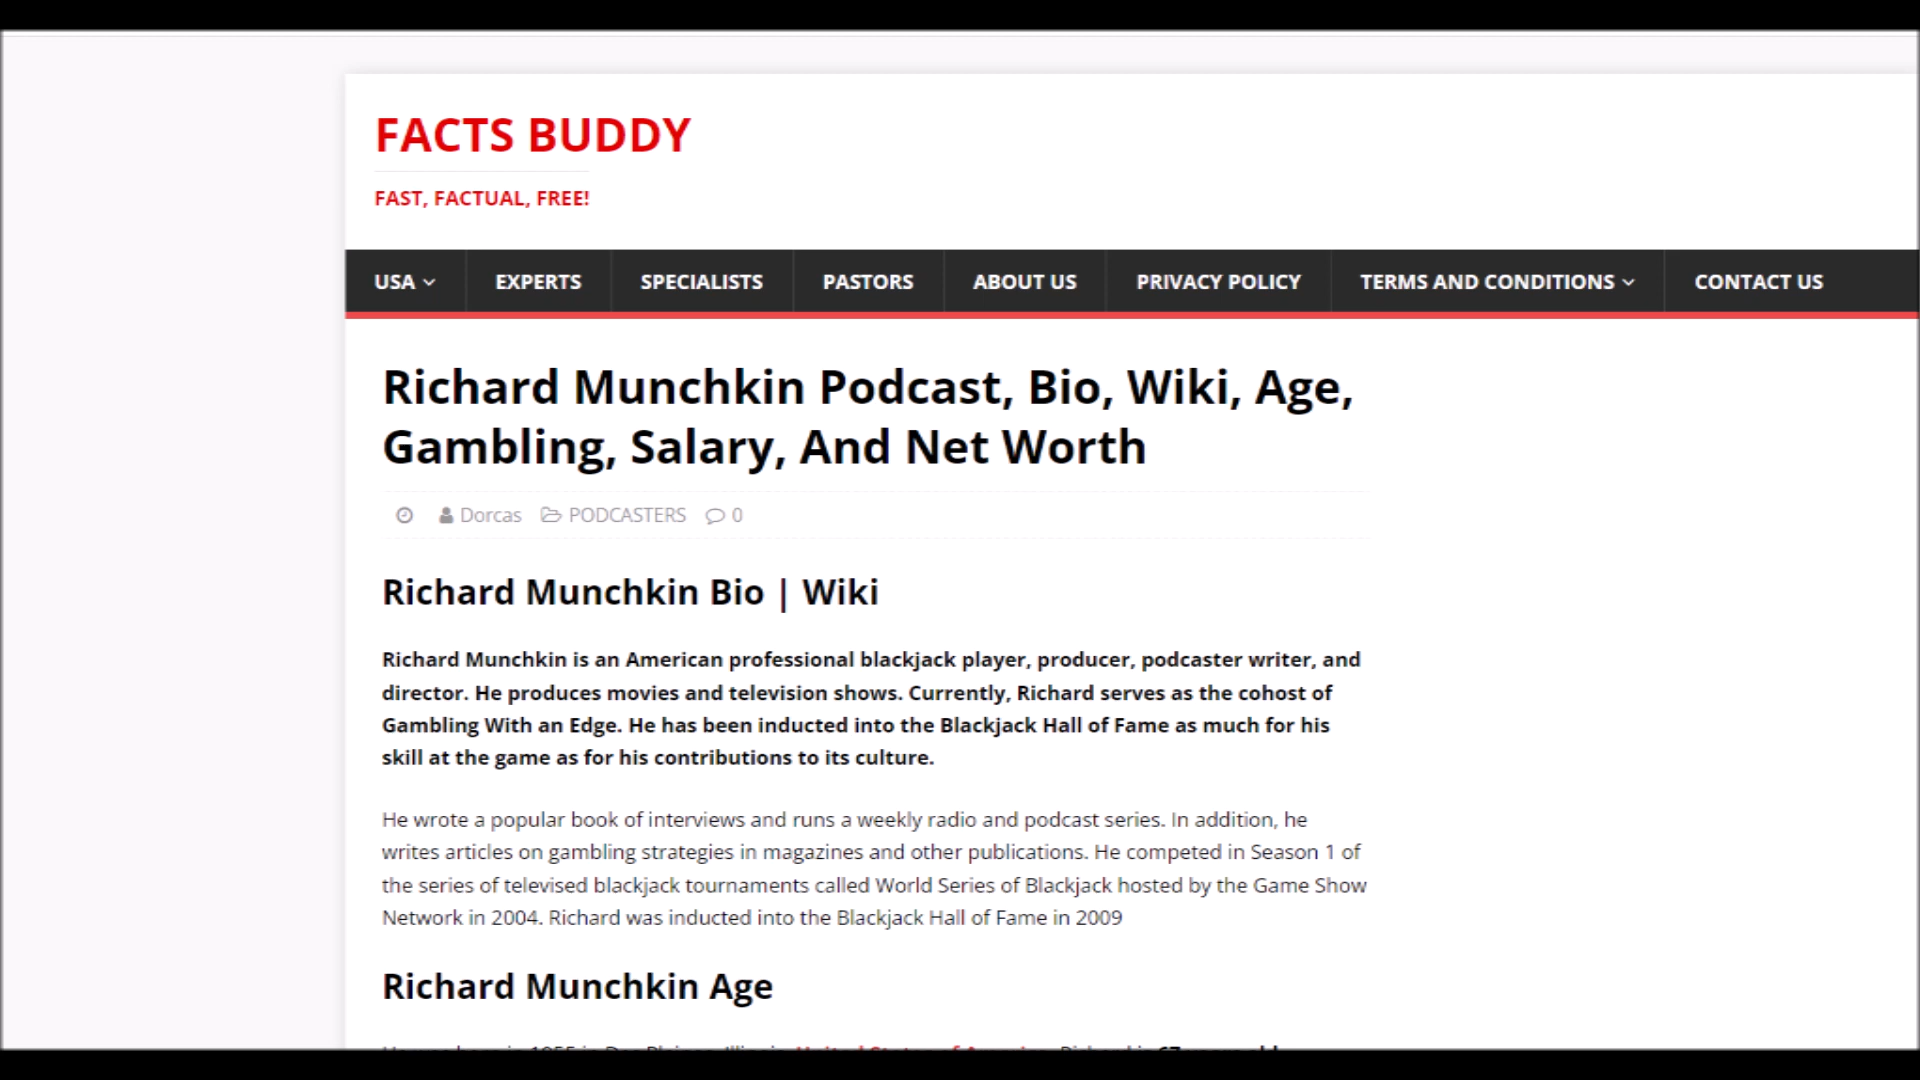 FACTS BUDDY
FAST, FACTUAL, FREE!
USA EXPERTS SPECIALISTS PASTORS ABOUT US PRIVACY POLICY TERMS AND CONDITIONS CONTACT US
Richard Munchkin Podcast, Bio, Wiki, Age,
Gambling, Salary, And Net Worth
Dorcas PODCASTERS 0
Richard Munchkin Bio | Wiki
Richard Munchkin is an American professional blackjack player, producer, podcaster writer, and
director. He produces movies and television shows. Currently, Richard serves as the cohost of
Gambling With an Edge. He has been inducted into the Blackjack Hall of Fame as much for his
skill at the game as for his contributions to its culture.
He wrote a popular book of interviews and runs a weekly radio and podcast series. In addition, he
writes articles on gambling strategies in magazines and other publications. He competed in Season 1 of
the series of televised blackjack tournaments called World Series of Blackjack hosted by the Game Show
Network in 2004. Richard was inducted into the Blackjack Hall of Fame in 2009
Richard Munchkin Age